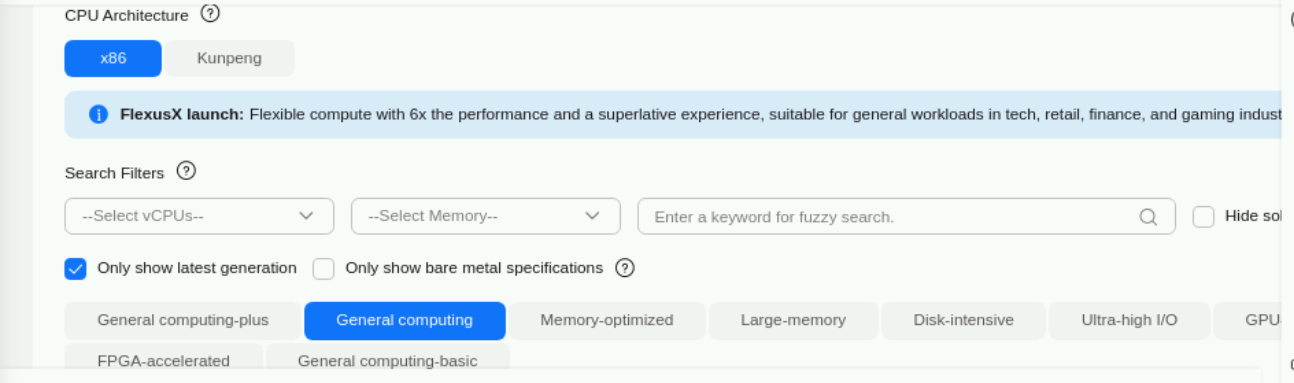 CPU Architecture ?
x86 Kunpeng
FlexusX launch: Flexible compute with 6x the performance and a superlative experience, suitable for general workloads in tech, retail, finance, and gaming indust
Search Filters ?
--Select vCPUs-- --Select Memory-- Enter a keyword for fuzzy search. Hide sol
Only show latest generation Only show bare metal specifications ?
General computing-plus General computing Memory-optimized Large-memory Disk-intensive Ultra-high I/O GPU-
FPGA-accelerated General computing-basic